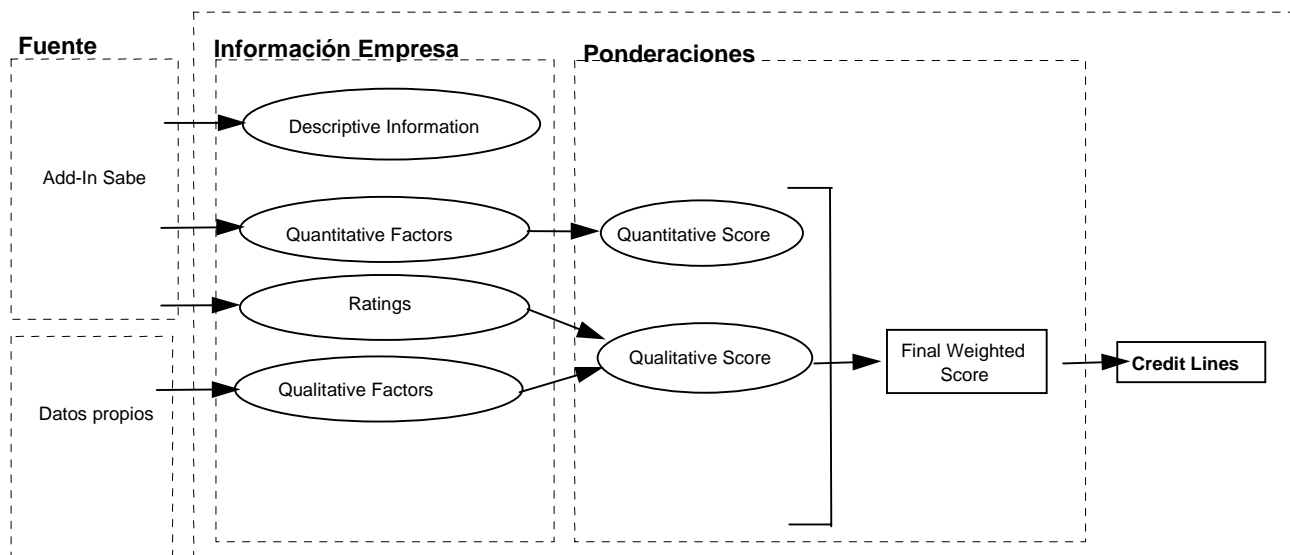 Fuente
Información Empresa
Ponderaciones
Descriptive Information
Add-In Sabe
Quantitative Factors
Quantitative Score
Ratings
Qualitative Score
Final Weighted
Score
Credit Lines
Qualitative Factors
Datos propios